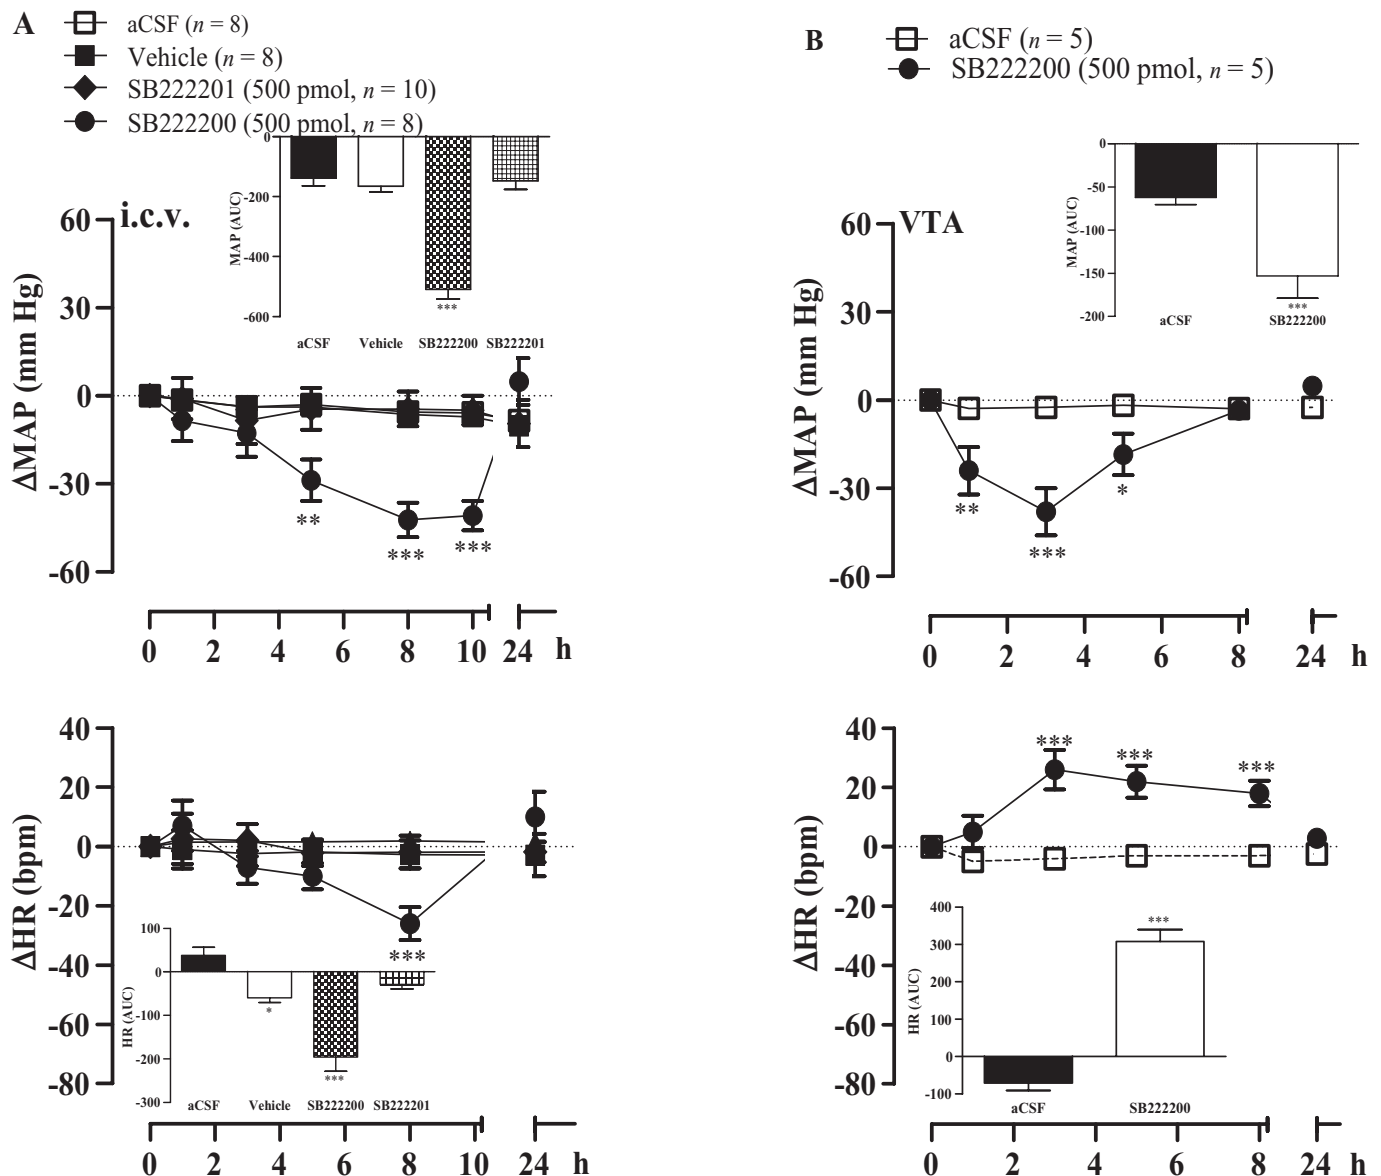 A
aCSF (n = 8)
Vehicle (n = 8)
SB222201 (500 pmol, n = 10)
SB222200 (500 pmol, n = 8)
0
-200
-400
-600
MAP (AUC)
***
aCSF Vehicle SB222200 SB222201
i.c.v.
60
30
0
-30
-60
ΔMAP (mm Hg)
** *** ***
0 2 4 6 8 10 24 h
40
20
0
-20
-40
-60
-80
ΔHR (bpm)
***
100
0
-100
-200
-300
HR (AUC)
*
***
aCSF Vehicle SB222200 SB222201
0 2 4 6 8 10 24 h
B
aCSF (n = 5)
SB222200 (500 pmol, n = 5)
0
-50
-100
-150
-200
MAP (AUC)
***
aCSF SB222200
VTA
60
30
0
-30
-60
ΔMAP (mm Hg)
** *** *
0 2 4 6 8 24 h
40
20
0
-20
-40
-60
-80
ΔHR (bpm)
*** *** ***
400
300
200
100
0
-100
HR (AUC)
***
aCSF SB222200
0 2 4 6 8 24 h